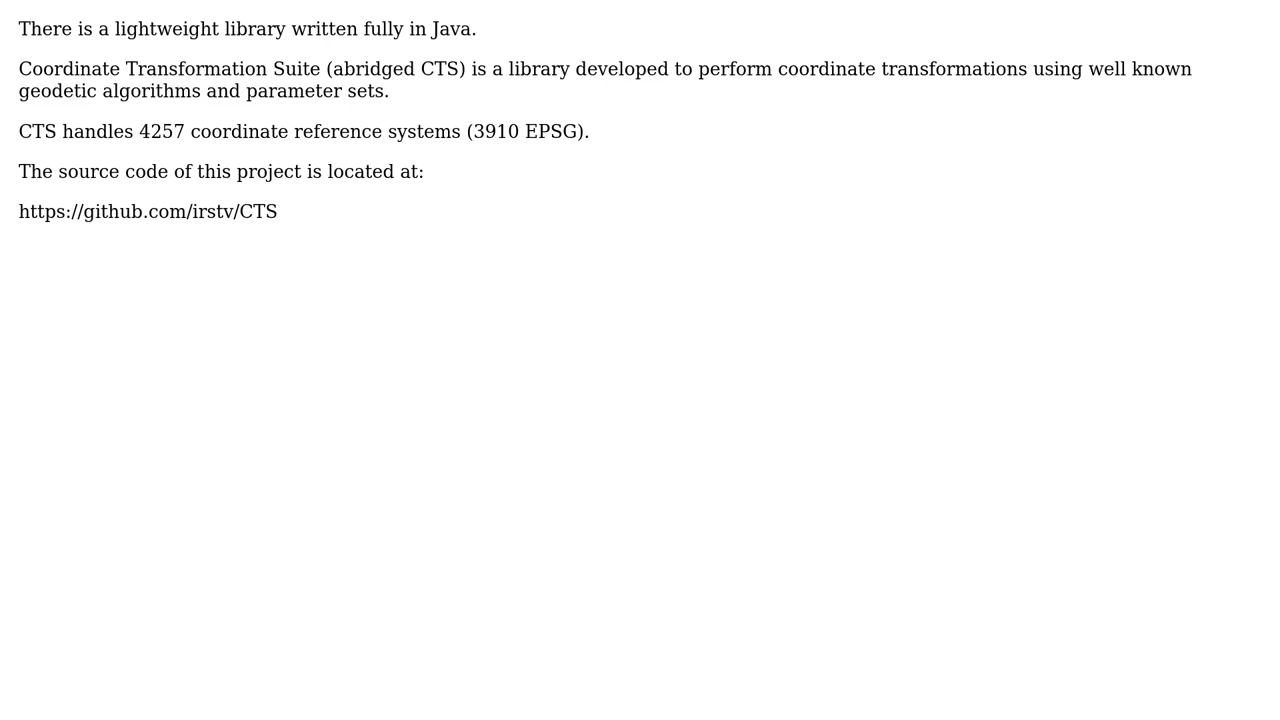 There is a lightweight library written fully in Java.
Coordinate Transformation Suite (abridged CTS) is a library developed to perform coordinate transformations using well known
geodetic algorithms and parameter sets.
CTS handles 4257 coordinate reference systems (3910 EPSG).
The source code of this project is located at:
https://github.com/irstv/CTS